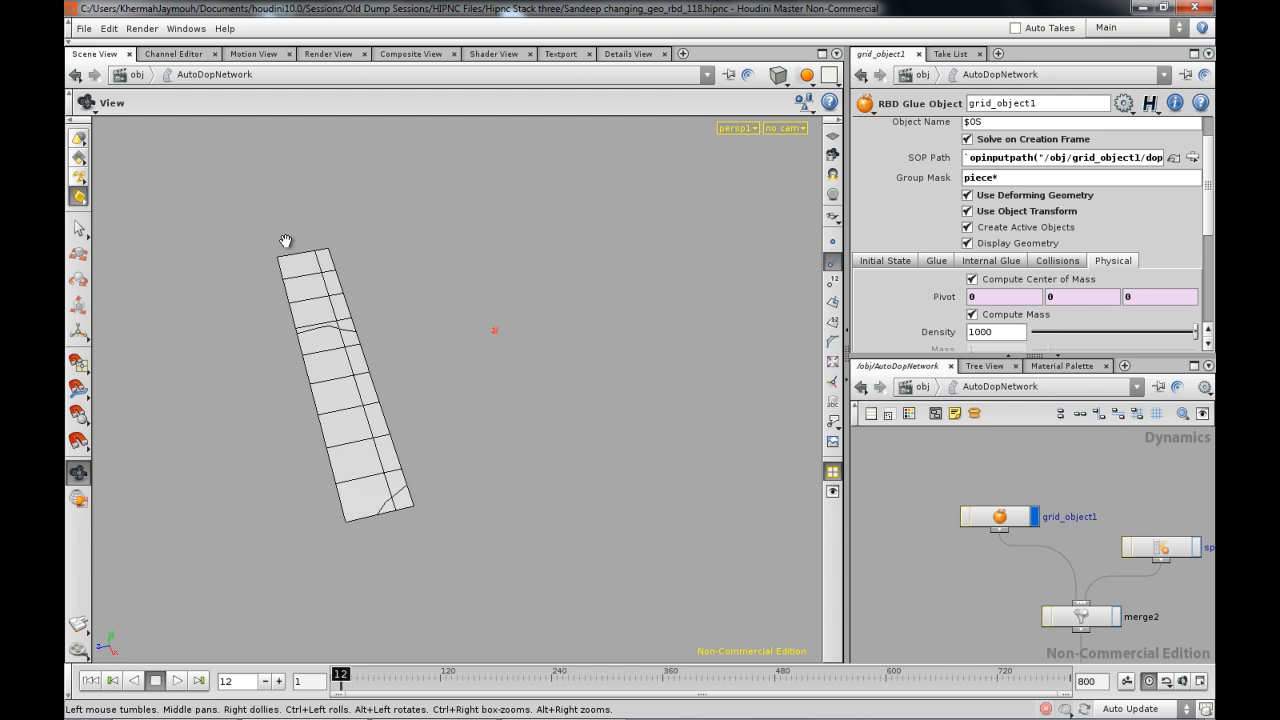 C:/Users/KhermahJaymouh/Documents/houdini10.0/Sessions/Old Dump Sessions/HIPNC Files/Hipnc Stack three/Sandeep changing_geo_rbd_118.hipnc - Houdini Master Non-Commercial
File Edit Render Windows Help
Auto Takes Main
Scene View Channel Editor Motion View Render View Composite View Shader View Textport Details View
grid_object1 Take List
obj AutoDopNetwork
obj AutoDopNetwork
View
RBD Glue Object grid_object1
persp1 no cam
Object Name $OS
Solve on Creation Frame
SOP Path `opinputpath("/obj/grid_object1/dop
Group Mask piece*
Use Deforming Geometry
Use Object Transform
Create Active Objects
Display Geometry
Initial State Glue Internal Glue Collisions Physical
Compute Center of Mass
Pivot 0 0 0
Compute Mass
Density 1000
Mass
/obj/AutoDopNetwork Tree View Material Palette
obj AutoDopNetwork
Dynamics
grid_object1
sp
merge2
Non-Commercial Edition
Non-Commercial Edition
12 120 240 360 480 600 720
12 1 800
Left mouse tumbles. Middle pans. Right dollies. Ctrl+Left rolls. Alt+Left rotates. Ctrl+Right box-zooms. Alt+Right zooms.
Auto Update